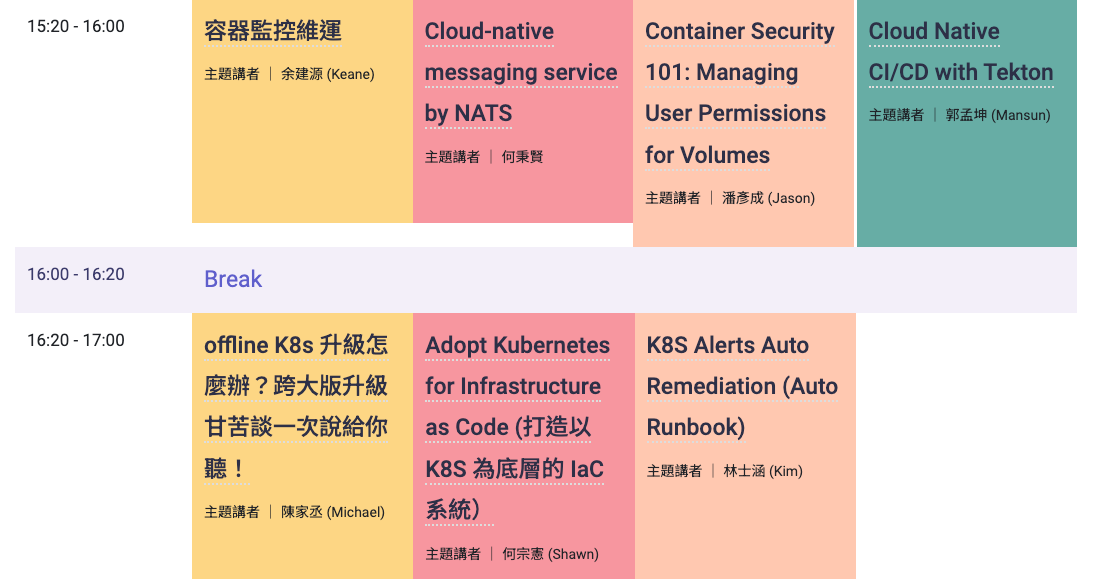 15:20 - 16:00
容器監控維運
主題講者 ｜ 余建源 (Keane)
Cloud-native
messaging service
by NATS
主題講者 ｜ 何秉賢
Container Security
101: Managing
User Permissions
for Volumes
主題講者 ｜ 潘彥成 (Jason)
Cloud Native
CI/CD with Tekton
主題講者 ｜ 郭孟坤 (Mansun)
16:00 - 16:20
Break
16:20 - 17:00
offline K8s 升級怎
麼辦？跨大版升級
甘苦談一次說給你
聽！
主題講者 ｜ 陳家丞 (Michael)
Adopt Kubernetes
for Infrastructure
as Code (打造以
K8S 為底層的 IaC
系統）
主題講者 ｜ 何宗憲 (Shawn)
K8S Alerts Auto
Remediation (Auto
Runbook)
主題講者 ｜ 林士涵 (Kim)